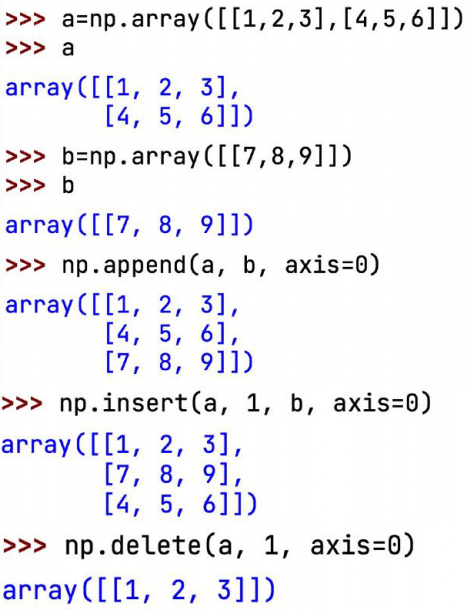 >>> a=np.array([[1,2,3],[4,5,6]])
>>> a
array([[1, 2, 3],
       [4, 5, 6]])
>>> b=np.array([[7,8,9]])
>>> b
array([[7, 8, 9]])
>>> np.append(a, b, axis=0)
array([[1, 2, 3],
       [4, 5, 6],
       [7, 8, 9]])
>>> np.insert(a, 1, b, axis=0)
array([[1, 2, 3],
       [7, 8, 9],
       [4, 5, 6]])
>>> np.delete(a, 1, axis=0)
array([[1, 2, 3]])